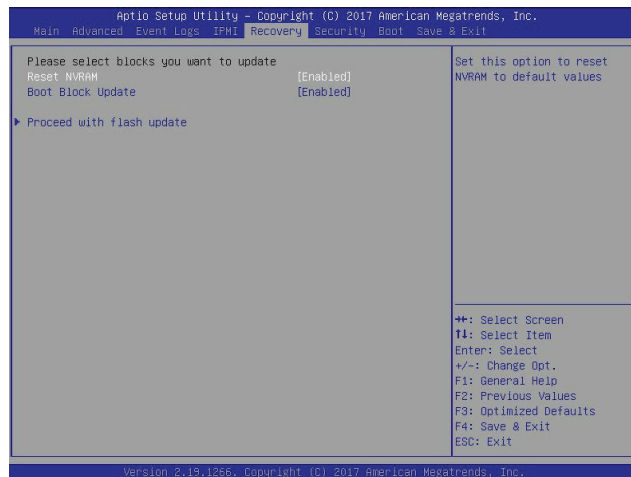 Aptio Setup Utility – Copyright (C) 2017 American Megatrends, Inc.
Main Advanced Event Logs IPMI Recovery Security Boot Save & Exit
Please select blocks you want to update
Reset NVRAM [Enabled]
Boot Block Update [Enabled]
Proceed with flash update
Set this option to reset
NVRAM to default values
→←: Select Screen
↑↓: Select Item
Enter: Select
+/-: Change Opt.
F1: General Help
F2: Previous Values
F3: Optimized Defaults
F4: Save & Exit
ESC: Exit
Version 2.19.1266. Copyright (C) 2017 American Megatrends, Inc.